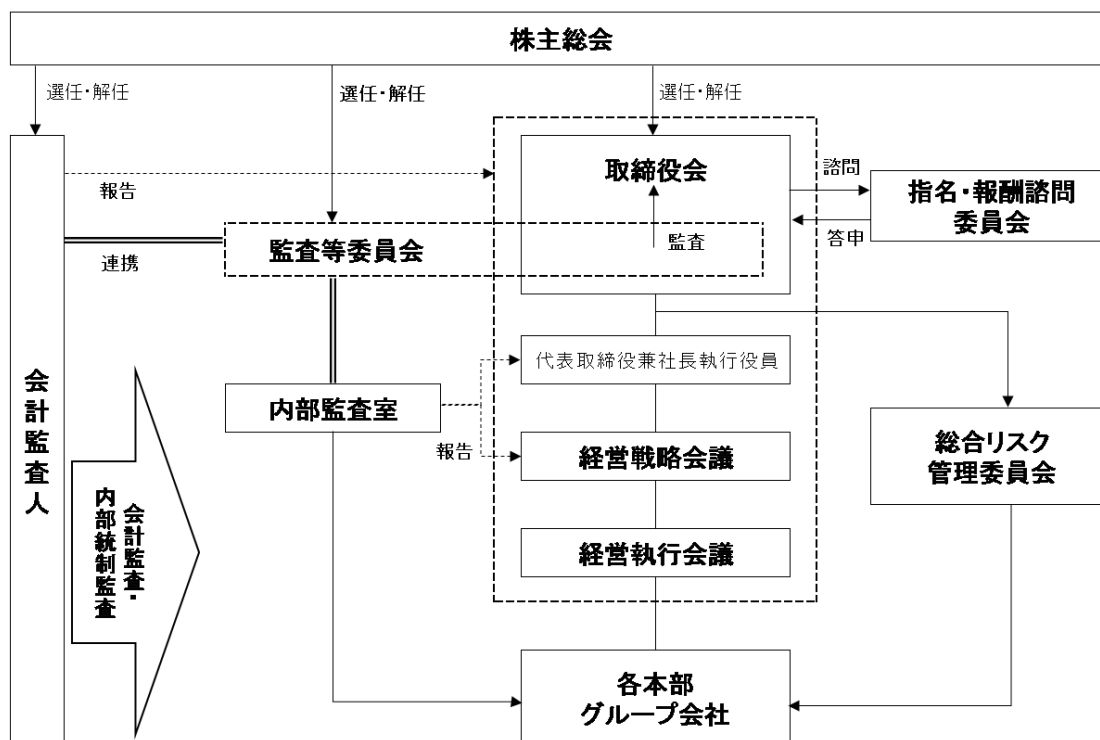 株主総会
選任・解任
選任・解任
選任・解任
取締役会
報告
諮問
指名・報酬諮問
委員会
答申
監査
監査等委員会
連携
代表取締役兼社長執行役員
内部監査室
報告
経営戦略会議
総合リスク
管理委員会
会計監査人
会計監査・
内部統制監査
経営執行会議
各本部
グループ会社